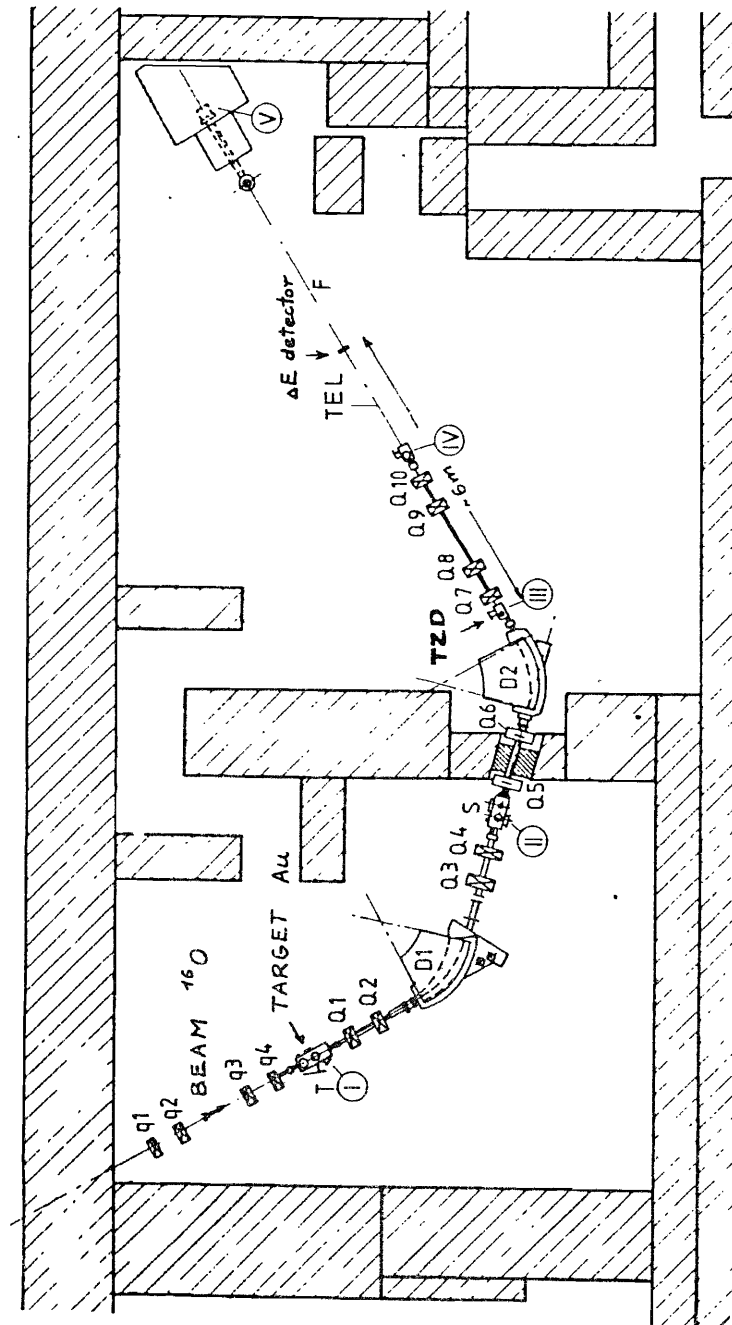 q1
q2
BEAM ¹⁶O
q3
q4
TARGET Au
T
I
Q1
Q2
D1
Q3
Q4
S
II
Q5
Q6
D2
TZD
III
Q7
Q8
~6m
Q9
Q10
IV
TEL
ΔE detector
F
V